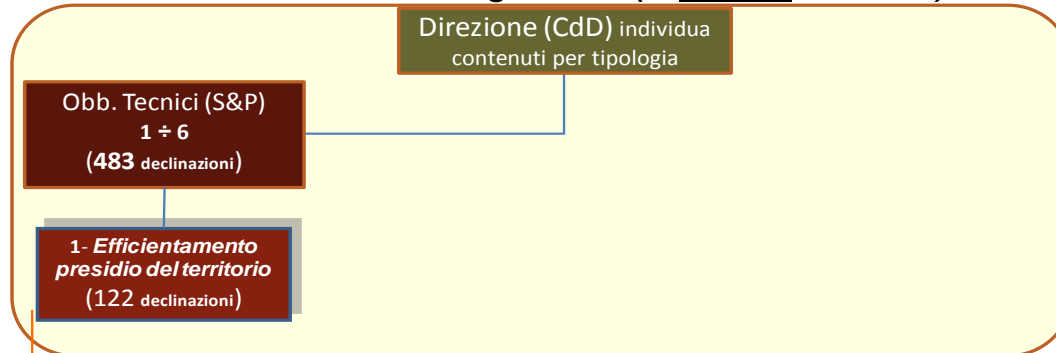 Direzione (CdD) individua
contenuti per tipologia
Obb. Tecnici (S&P)
1 ÷ 6
(483 declinazioni)
1- Efficientamento
presidio del territorio
(122 declinazioni)